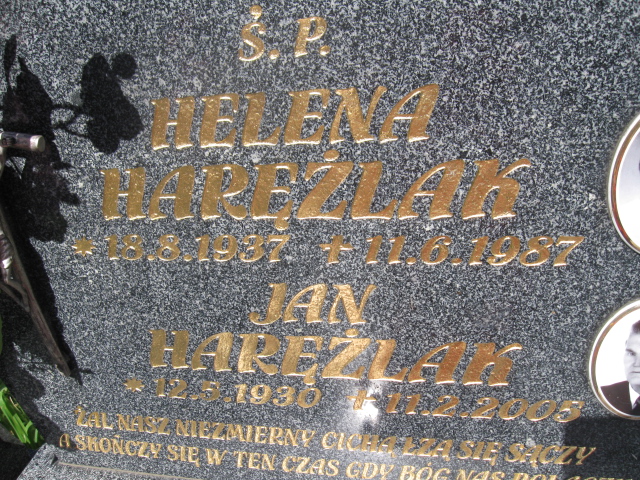 Ś. P.
HELENA
HARĘŹLAK
* 18.8.1937 ✝ 11.6.1987
JAN
HARĘŻLAK
* 12.5.1930 ✝ 11.2.2005
ŻAL NASZ NIEZMIERNY CICHA ŁZA SIĘ SĄCZY
A SKOŃCZY SIĘ W TEN CZAS GDY BÓG NAS